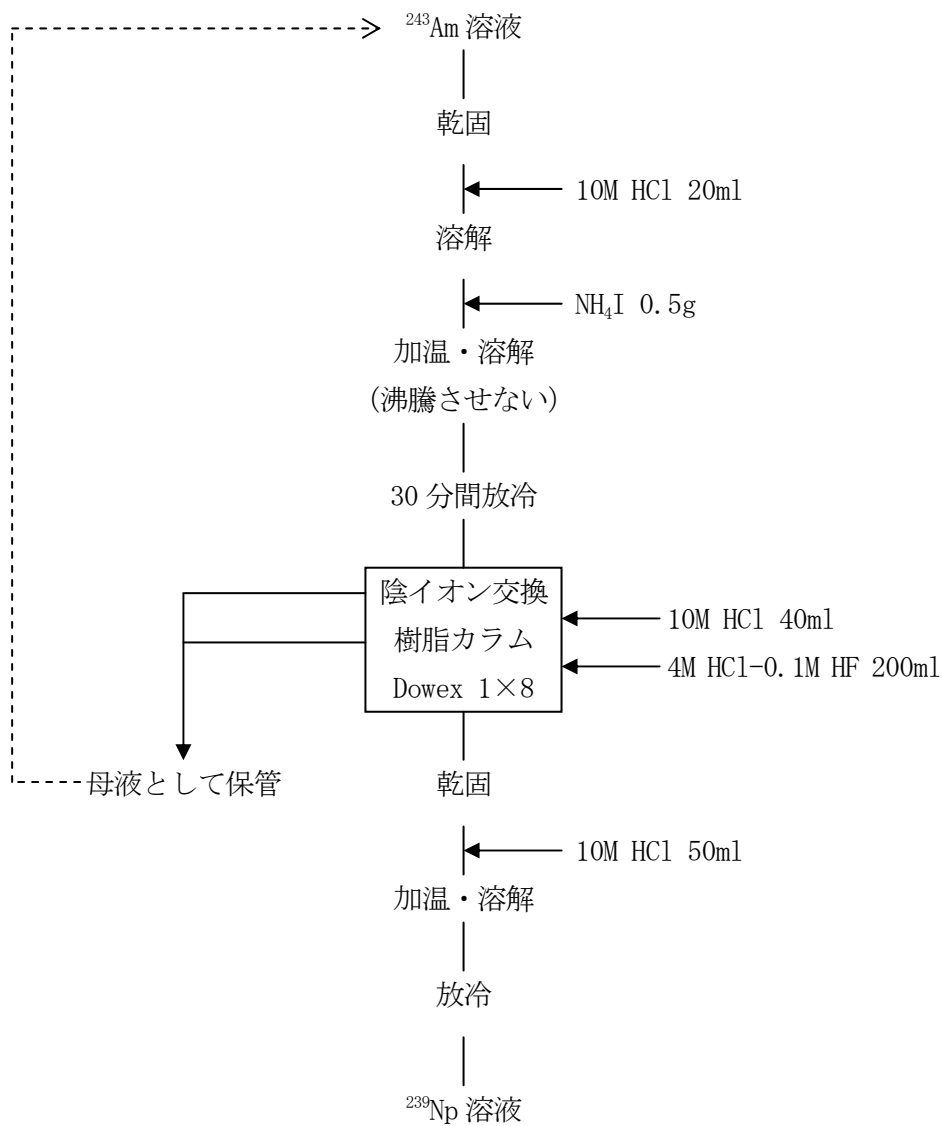 ²⁴³Am 溶液
乾固
10M HCl 20ml
溶解
NH₄I 0.5g
加温・溶解
(沸騰させない)
30 分間放冷
陰イオン交換
樹脂カラム
Dowex 1×8
10M HCl 40ml
4M HCl-0.1M HF 200ml
母液として保管
乾固
10M HCl 50ml
加温・溶解
放冷
²³⁹Np 溶液